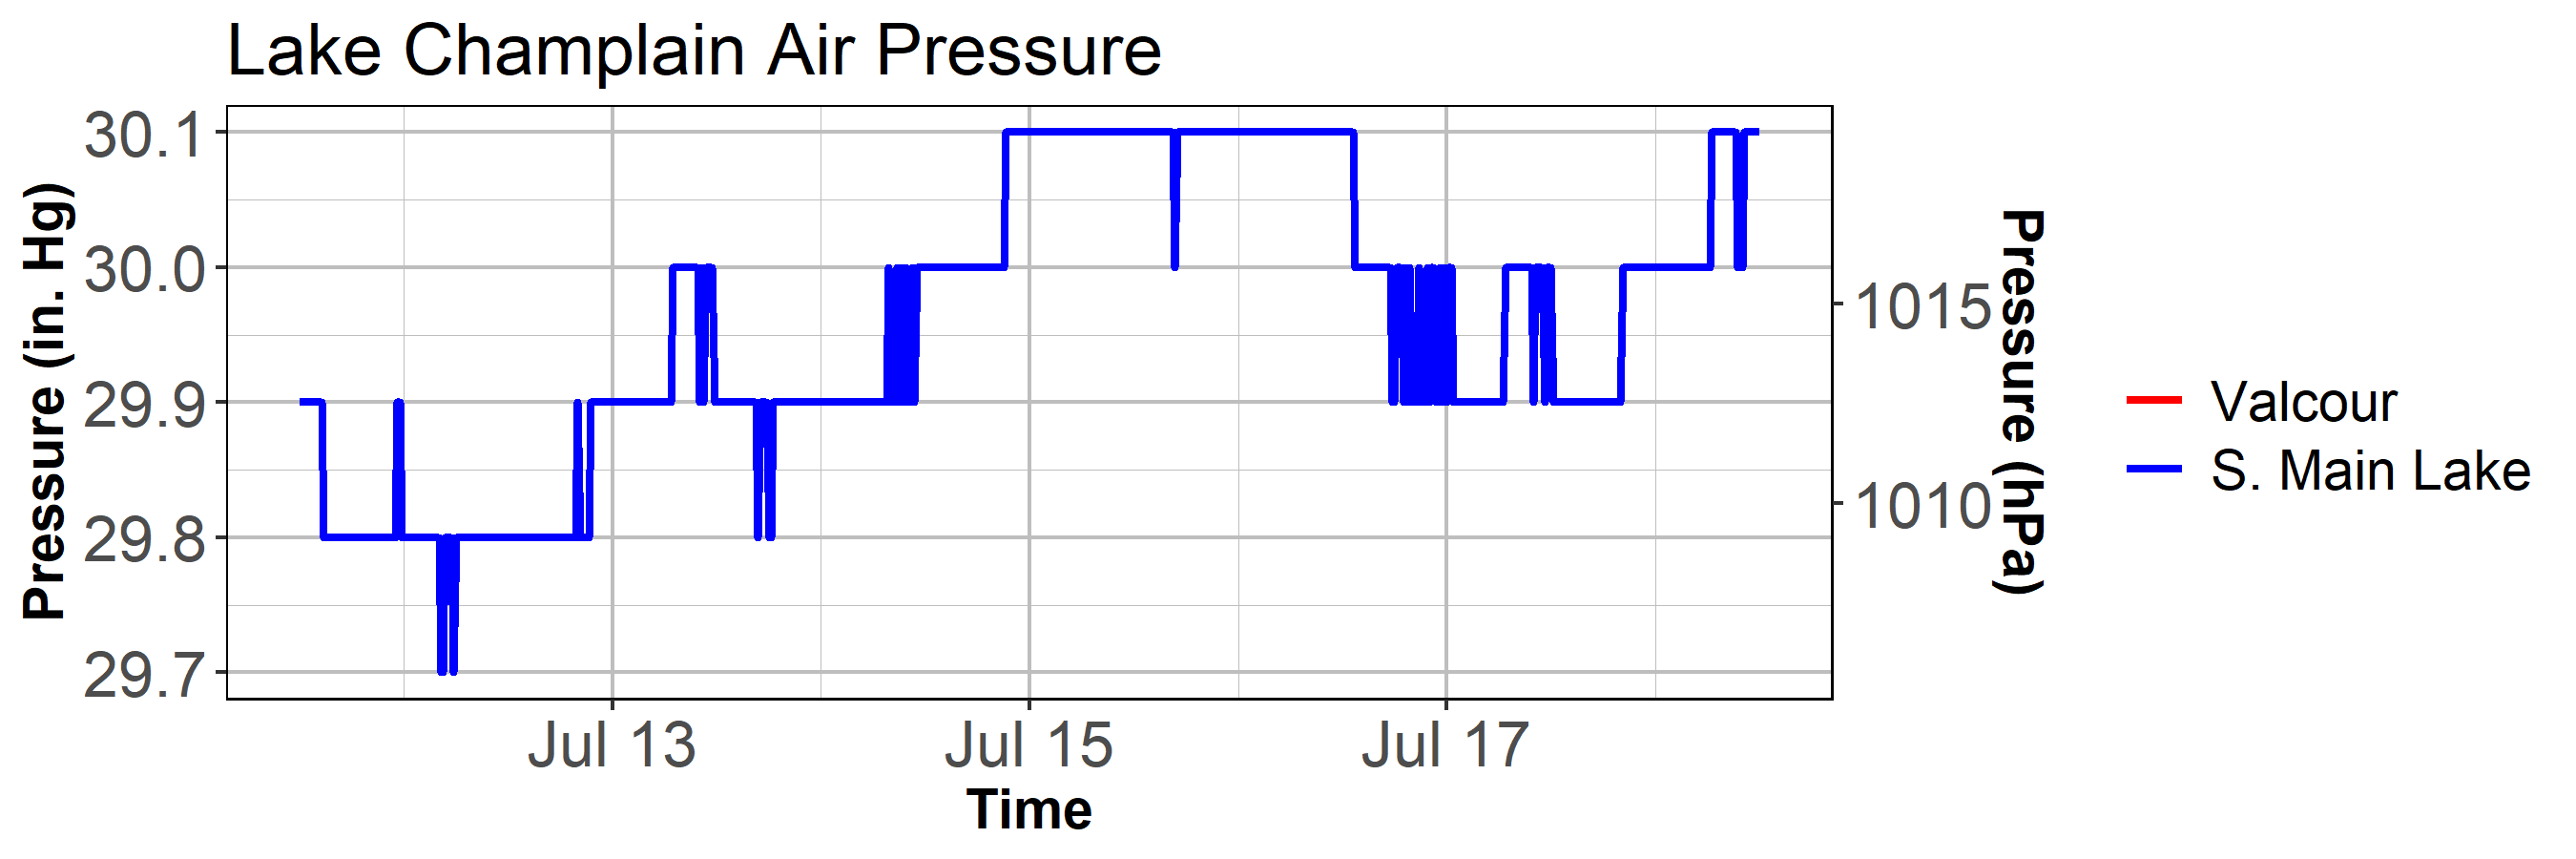 Lake Champlain Air Pressure
Pressure (in. Hg)
30.1
30.0
29.9
29.8
29.7
Jul 13
Jul 15
Jul 17
Time
1015
1010
Pressure (hPa)
Valcour
S. Main Lake